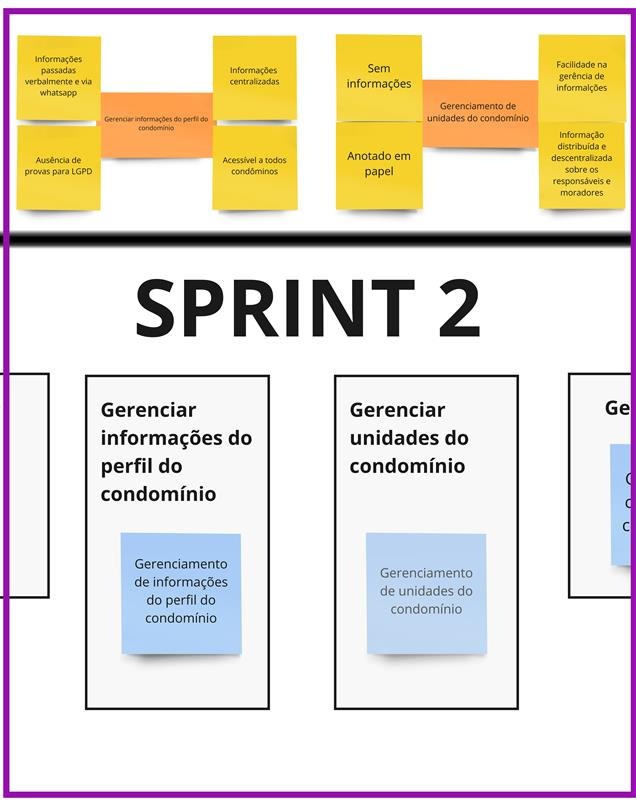 Informações
passadas
verbalmente e via
whatsapp
Ausência de
provas para LGPD
Gerenciar informações do perfil do
condomínio
Informações
centralizadas
Acessível a todos
condôminos
Sem
informações
Anotado em
papel
Gerenciamento de
unidades do condomínio
Facilidade na
gerência de
informalções
Informação
distribuída e
descentralizada
sobre os
responsáveis e
moradores
SPRINT 2
Gerenciar
informações do
perfil do
condomínio
Gerenciamento
de informações
do perfil do
condomínio
Gerenciar
unidades do
condomínio
Gerenciamento
de unidades do
condomínio
Ge